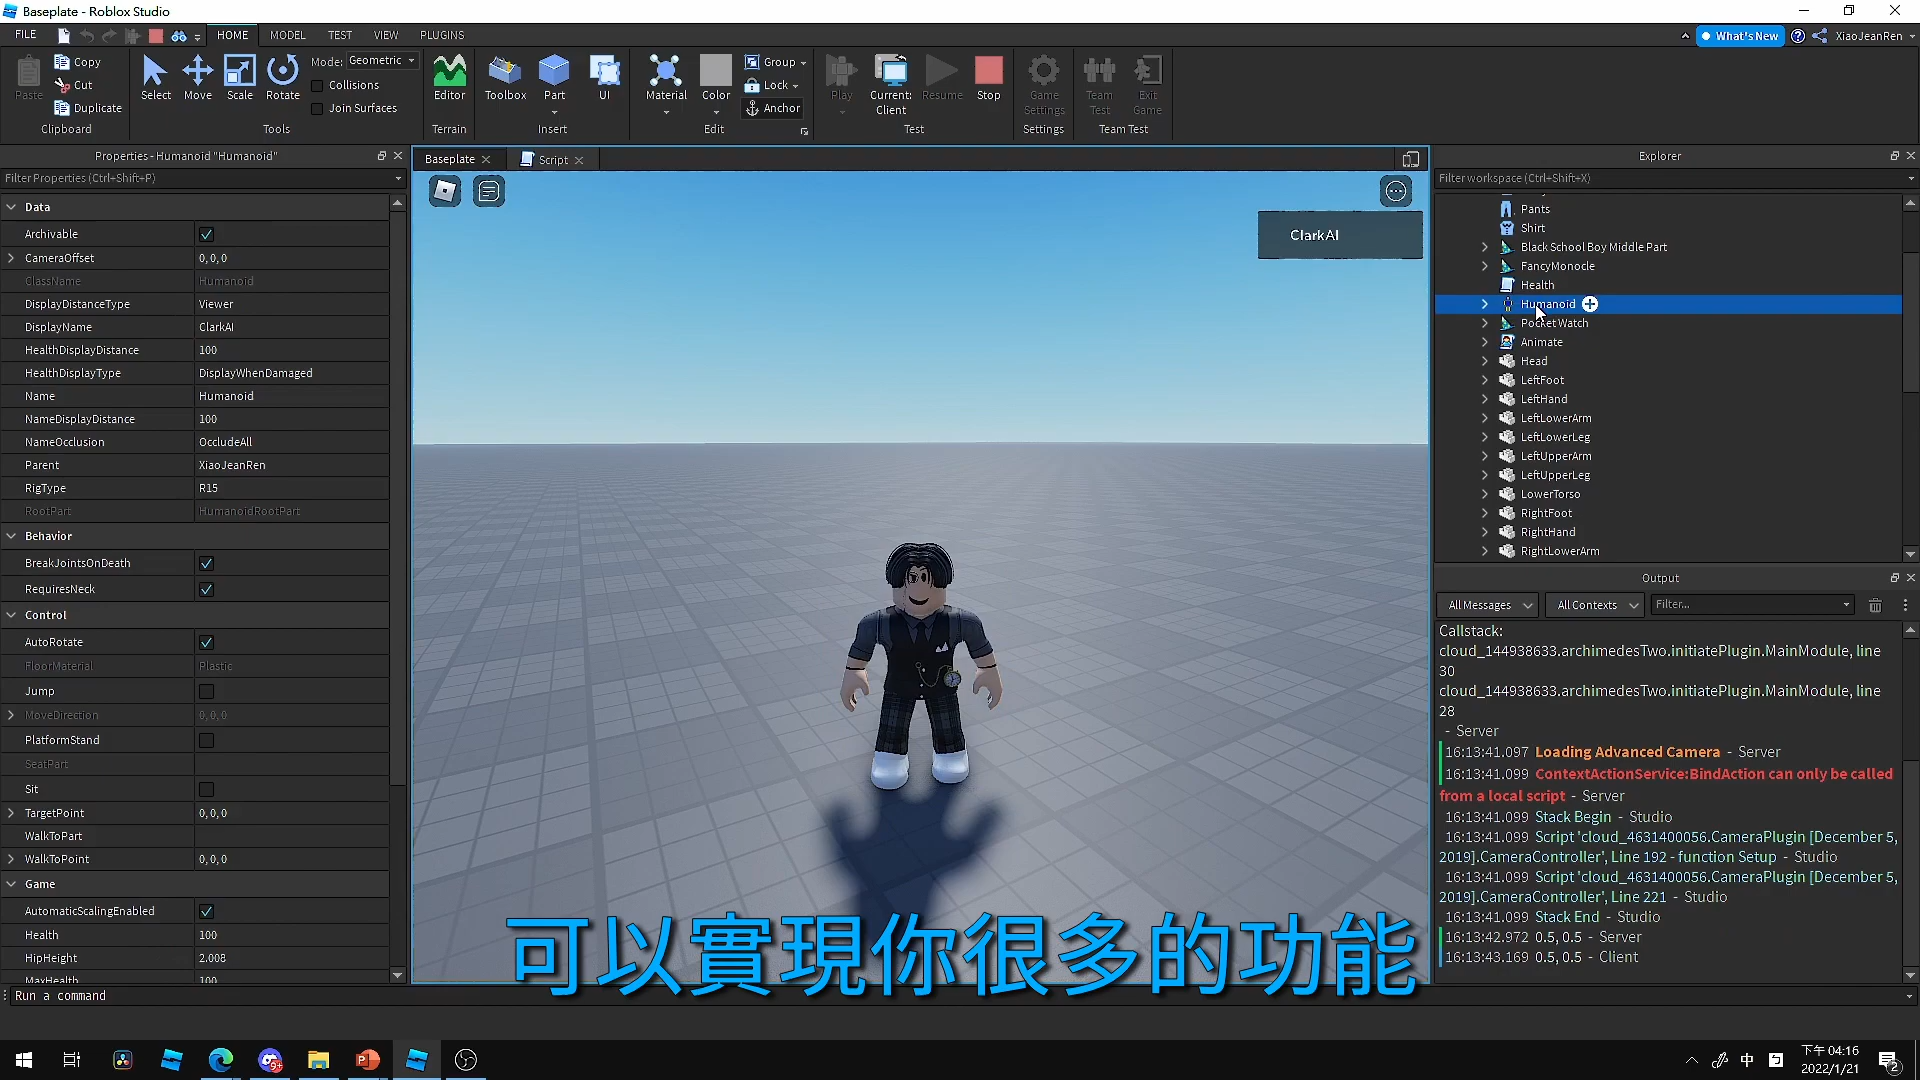 Baseplate - Roblox Studio
FILE
HOME
MODEL
TEST
VIEW
PLUGINS
What's New
XiaoJeanRen
Paste
Copy
Cut
Duplicate
Clipboard
Select
Move
Scale
Rotate
Mode: Geometric
Collisions
Join Surfaces
Tools
Editor
Terrain
Toolbox
Part
UI
Insert
Material
Color
Group
Lock
Anchor
Edit
Play
Current: Client
Resume
Stop
Test
Game Settings
Settings
Team Test
Exit Game
Team Test
Properties - Humanoid "Humanoid"
Filter Properties (Ctrl+Shift+P)
Data
Archivable
CameraOffset 0, 0, 0
ClassName Humanoid
DisplayDistanceType Viewer
DisplayName ClarkAI
HealthDisplayDistance 100
HealthDisplayType DisplayWhenDamaged
Name Humanoid
NameDisplayDistance 100
NameOcclusion OccludeAll
Parent XiaoJeanRen
RigType R15
RootPart HumanoidRootPart
Behavior
BreakJointsOnDeath
RequiresNeck
Control
AutoRotate
FloorMaterial Plastic
Jump
MoveDirection 0, 0, 0
PlatformStand
SeatPart
Sit
TargetPoint 0, 0, 0
WalkToPart
WalkToPoint 0, 0, 0
Game
AutomaticScalingEnabled
Health 100
HipHeight 2.008
MaxHealth 100
Run a command
Baseplate
Script
ClarkAI
可以實現你很多的功能
Explorer
Filter workspace (Ctrl+Shift+X)
Pants
Shirt
Black School Boy Middle Part
FancyMonocle
Health
Humanoid
PocketWatch
Animate
Head
LeftFoot
LeftHand
LeftLowerArm
LeftLowerLeg
LeftUpperArm
LeftUpperLeg
LowerTorso
RightFoot
RightHand
RightLowerArm
Output
All Messages
All Contexts
Filter...
Callstack:
cloud_144938633.archimedesTwo.initiatePlugin.MainModule, line
30
cloud_144938633.archimedesTwo.initiatePlugin.MainModule, line
28
- Server
16:13:41.097 Loading Advanced Camera - Server
16:13:41.099 ContextActionService:BindAction can only be called
from a local script - Server
16:13:41.099 Stack Begin - Studio
16:13:41.099 Script 'cloud_4631400056.CameraPlugin [December 5,
2019].CameraController', Line 192 - function Setup - Studio
16:13:41.099 Script 'cloud_4631400056.CameraPlugin [December 5,
2019].CameraController', Line 221 - Studio
16:13:41.099 Stack End - Studio
16:13:42.972 0.5, 0.5 - Server
16:13:43.169 0.5, 0.5 - Client
9+
中
下午 04:16
2022/1/21
2